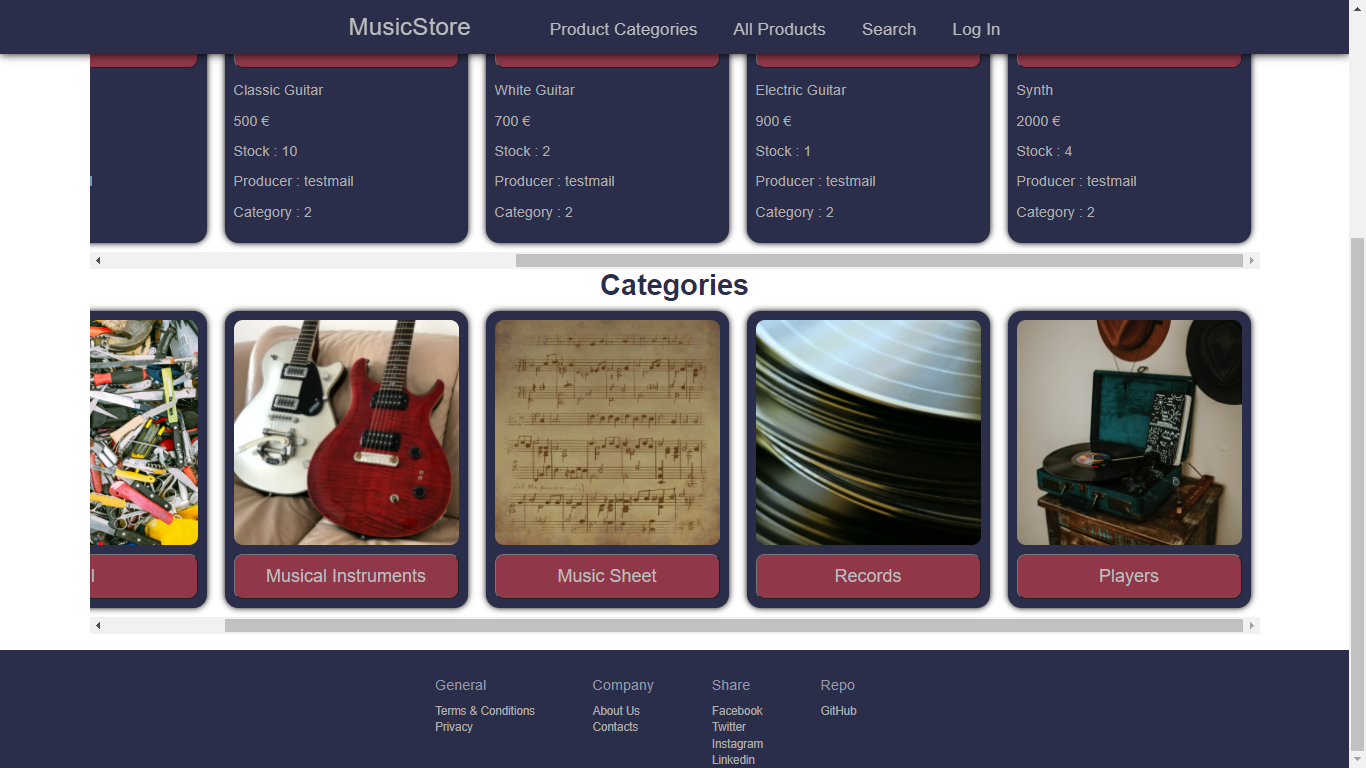 MusicStore Product Categories All Products Search Log In
Classic Guitar White Guitar Electric Guitar Synth
500 € 700 € 900 € 2000 €
Stock : 10 Stock : 2 Stock : 1 Stock : 4
Producer : testmail Producer : testmail Producer : testmail Producer : testmail
Category : 2 Category : 2 Category : 2 Category : 2
Categories
Musical Instruments Music Sheet Records Players
General Company Share Repo
Terms & Conditions About Us Facebook GitHub
Privacy Contacts Twitter
Instagram
Linkedin